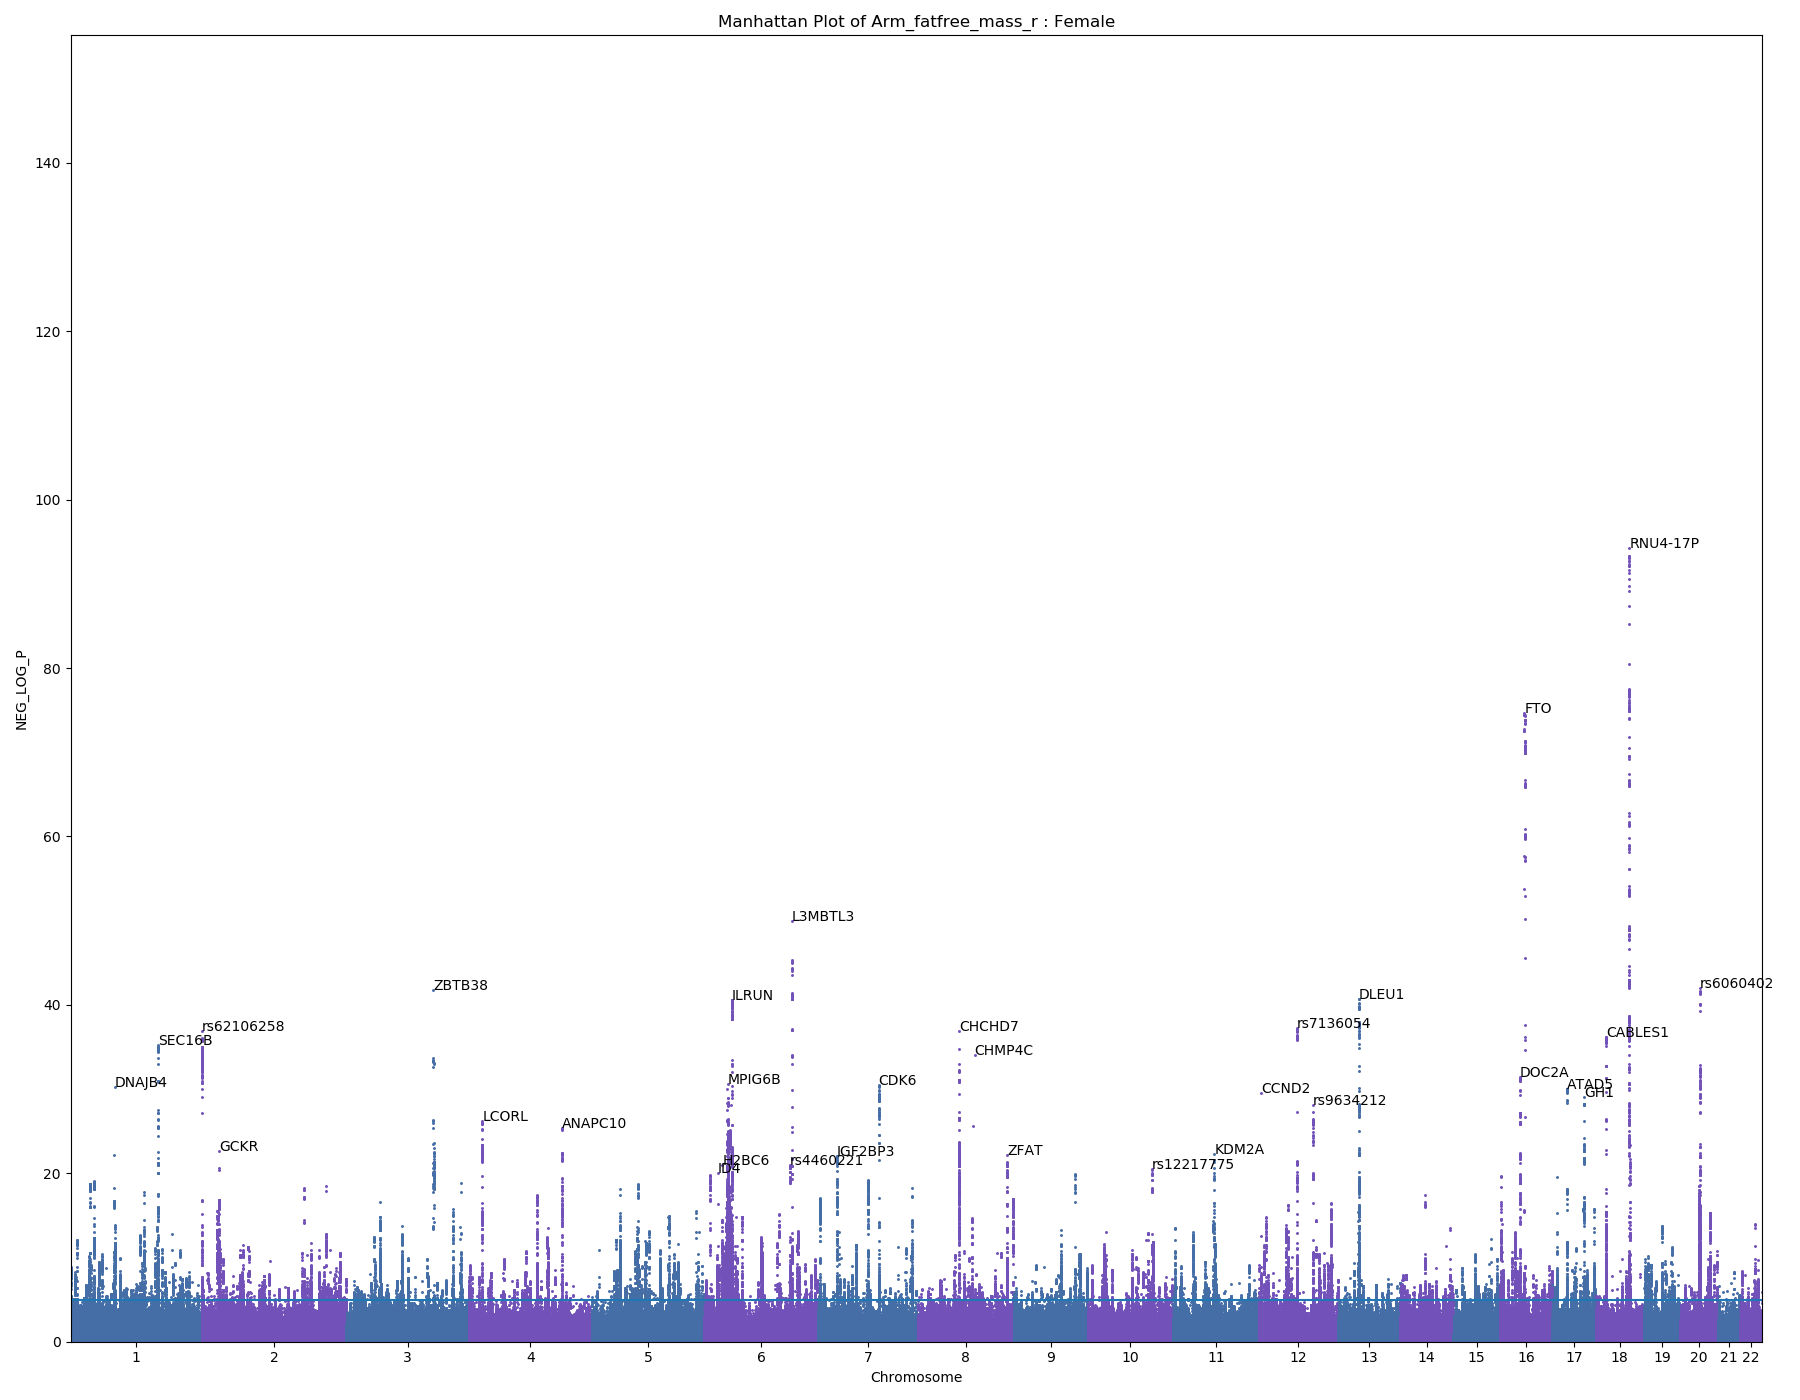 Manhattan Plot of Arm_fatfree_mass_r : Female
NEG_LOG_P
140
120
100
80
60
40
20
0
RNU4-17P
FTO
L3MBTL3
ZBTB38
rs6060402
ILRUN
DLEU1
rs62106258
CHCHD7
rs7136054
CABLES1
SEC16B
CHMP4C
DNAJB4
MPIG6B
CDK6
DOC2A
CCND2
ATAD5
GH1
rs9634212
LCORL
ANAPC10
GCKR
H2BC6
JD4
rs4460221
IGF2BP3
ZFAT
rs12217775
KDM2A
1 2 3 4 5 6 7 8 9 10 11 12 13 14 15 16 17 18 19 20 21 22
Chromosome